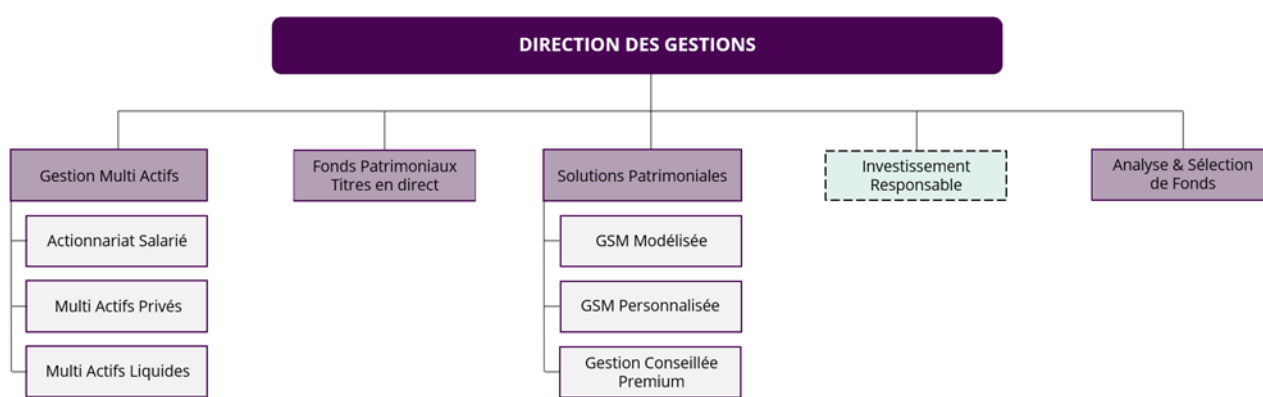 DIRECTION DES GESTIONS
Gestion Multi Actifs
Fonds Patrimoniaux
Titres en direct
Solutions Patrimoniales
Investissement
Responsable
Analyse & Sélection
de Fonds
Actionnariat Salarié
GSM Modélisée
Multi Actifs Privés
GSM Personnalisée
Multi Actifs Liquides
Gestion Conseillée
Premium